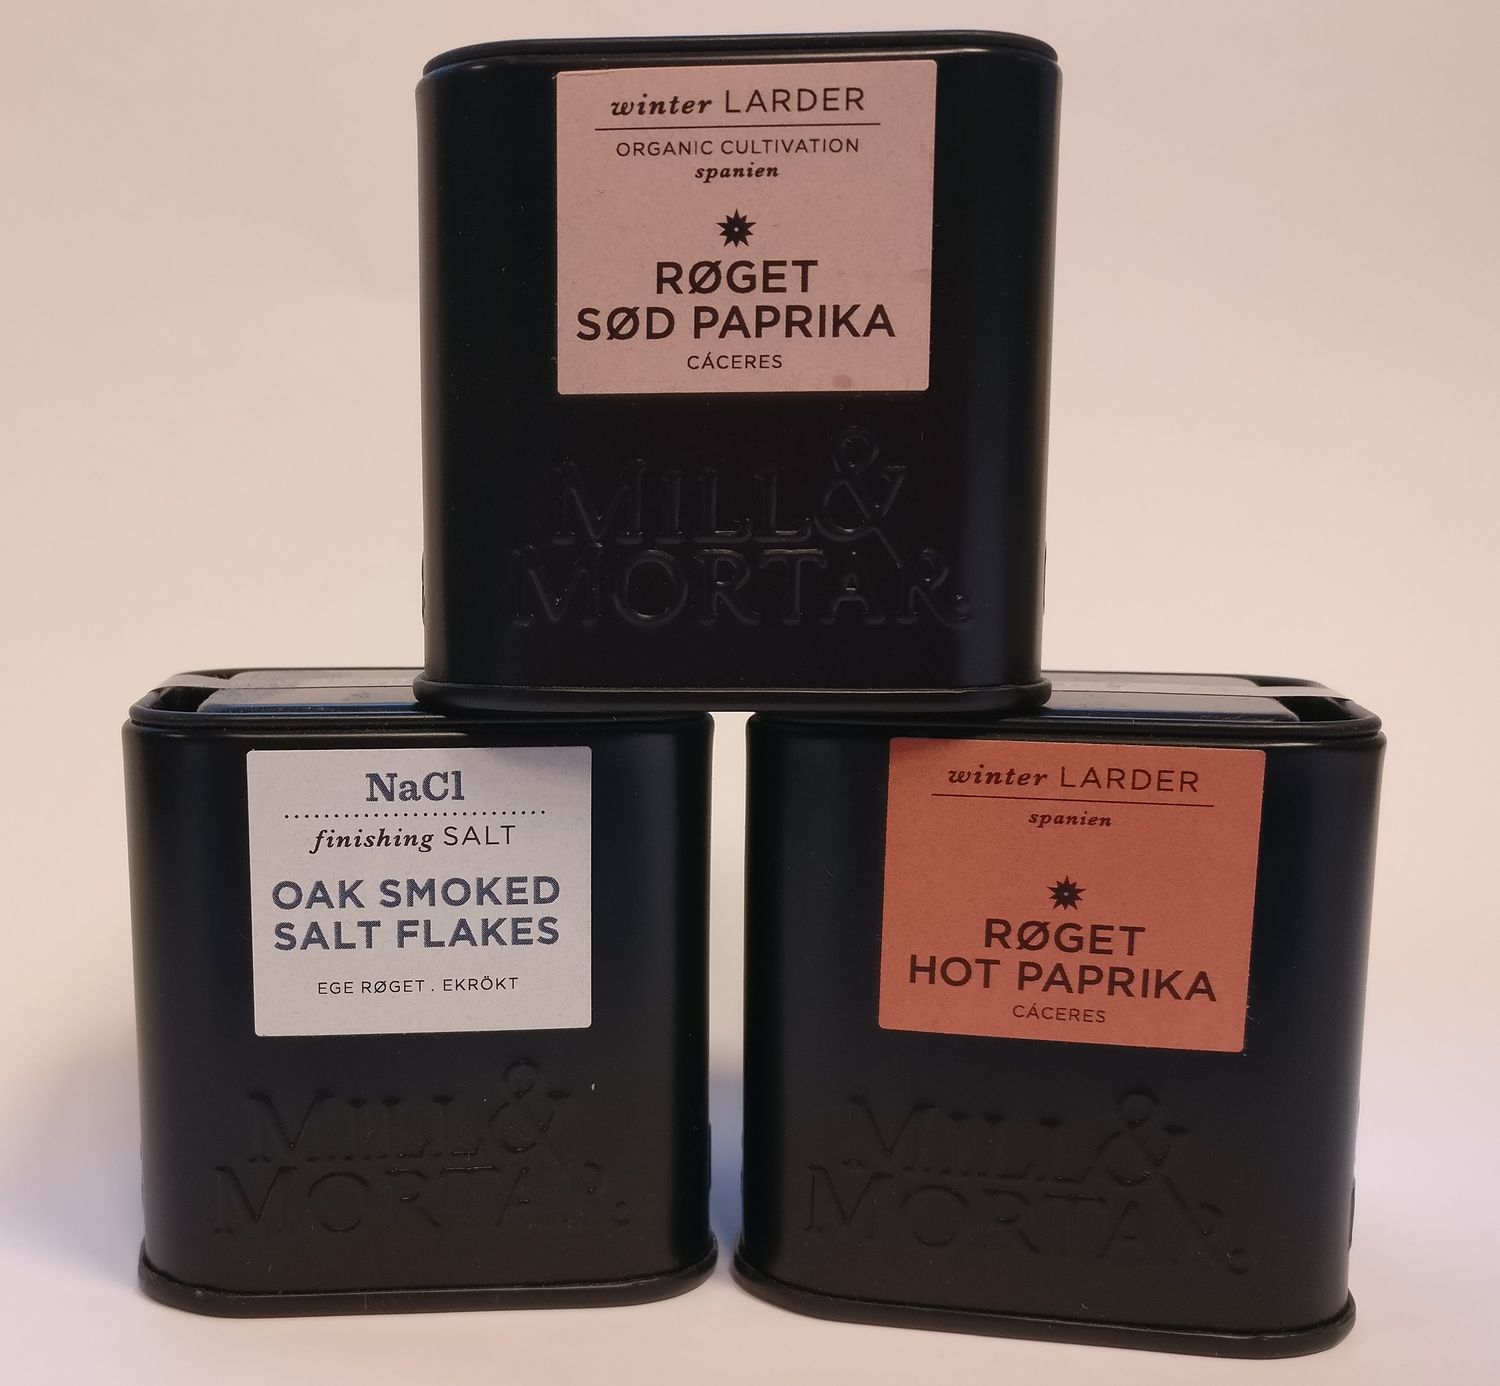 winter LARDER
ORGANIC CULTIVATION
spanien
RØGET
SØD PAPRIKA
CÁCERES
MILL &
MORTAR
NaCl
finishing SALT
OAK SMOKED
SALT FLAKES
EGE RØGET . EKRÖKT
MILL &
MORTAR
winter LARDER
spanien
RØGET
HOT PAPRIKA
CÁCERES
MILL &
MORTAR